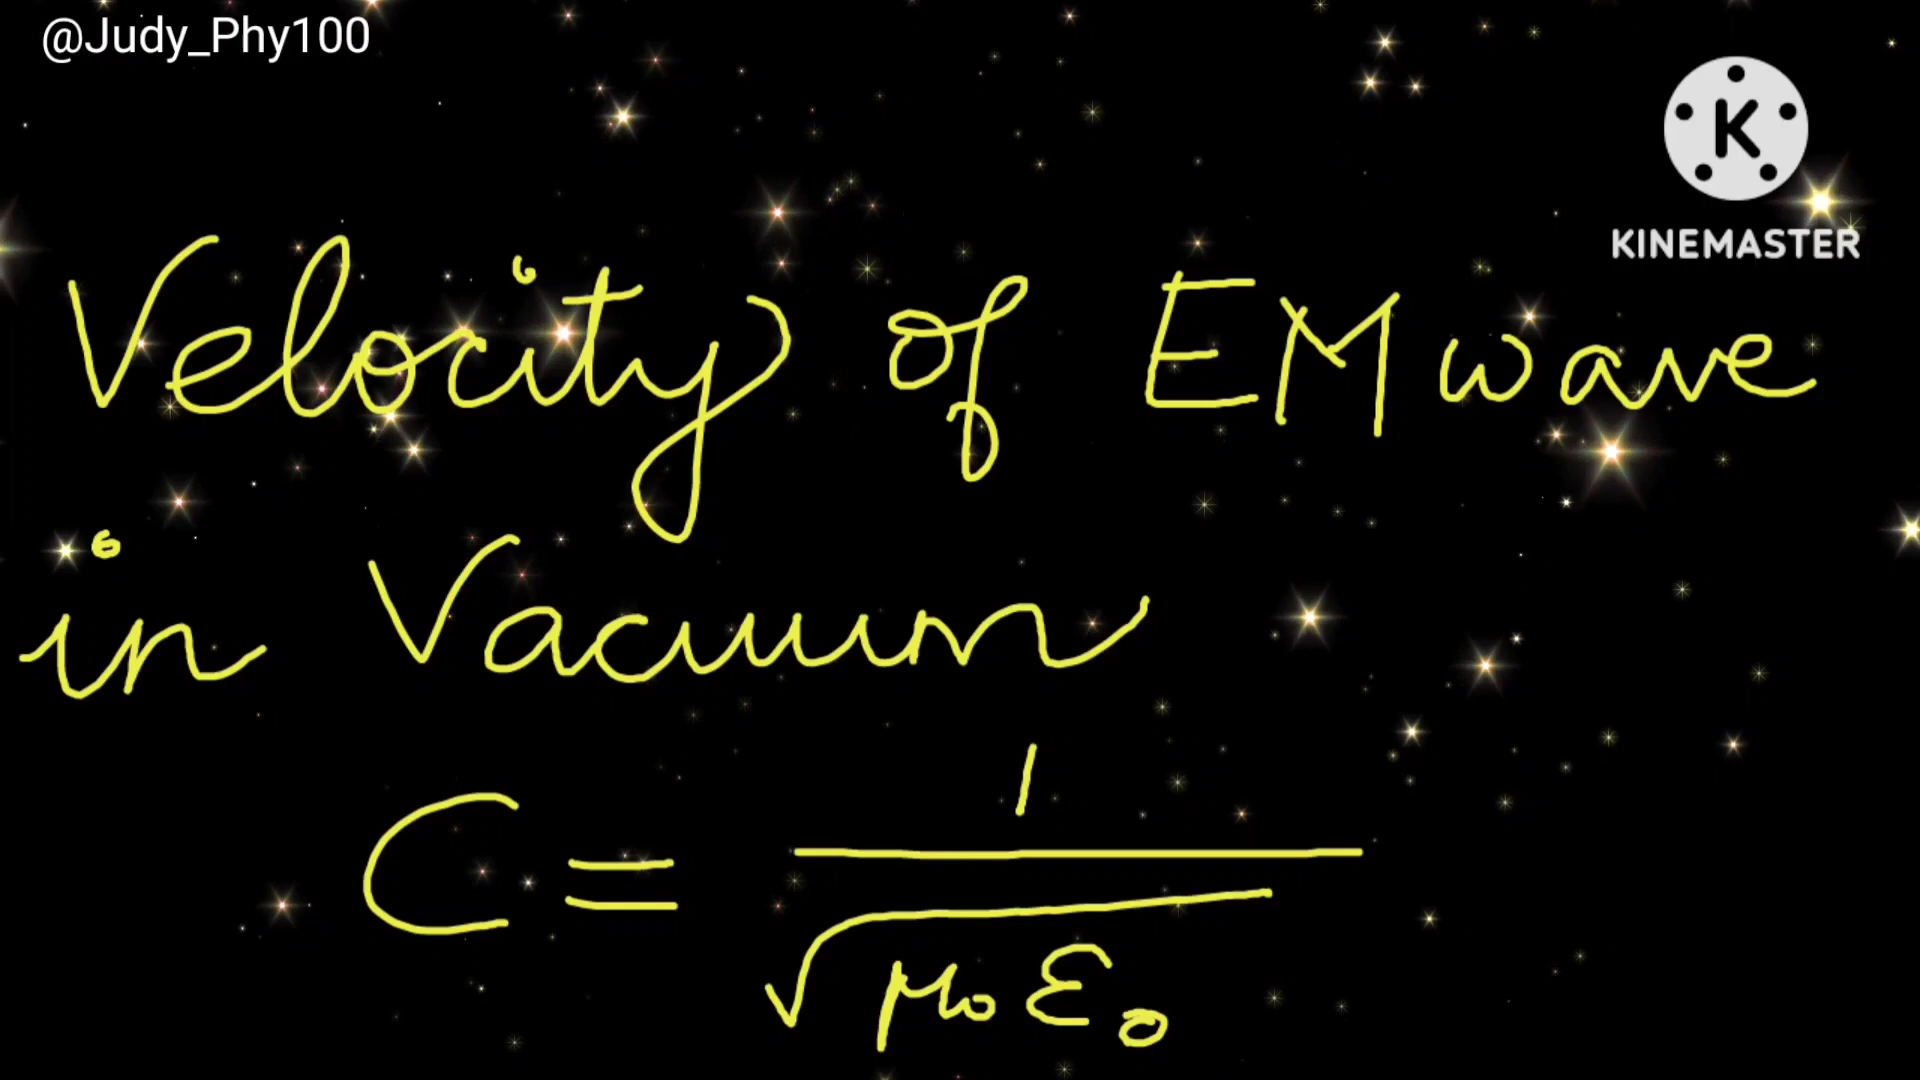 @Judy_Phy100
K
KINEMASTER
Velocity of EM wave
in Vacuum
C = 1 / √μ₀ε₀